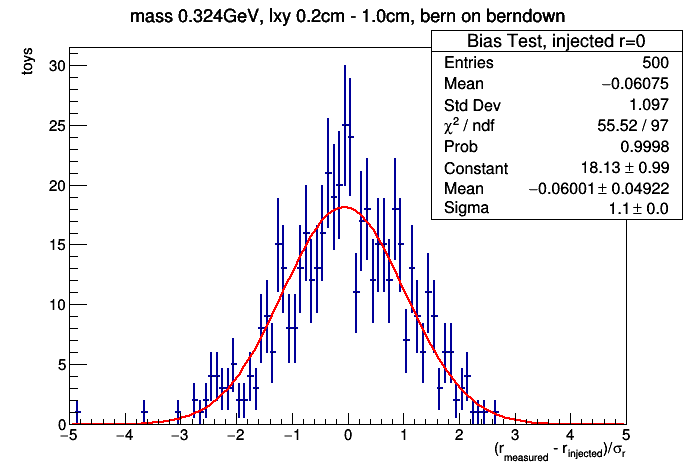 mass 0.324GeV, lxy 0.2cm - 1.0cm, bern on berndown
toys
Bias Test, injected r=0
Entries 500
Mean −0.06075
Std Dev 1.097
χ² / ndf 55.52 / 97
Prob 0.9998
Constant 18.13 ± 0.99
Mean −0.06001 ± 0.04922
Sigma 1.1 ± 0.0
30
25
20
15
10
5
0
−5 −4 −3 −2 −1 0 1 2 3 4 5
(r_measured - r_injected)/σ_r